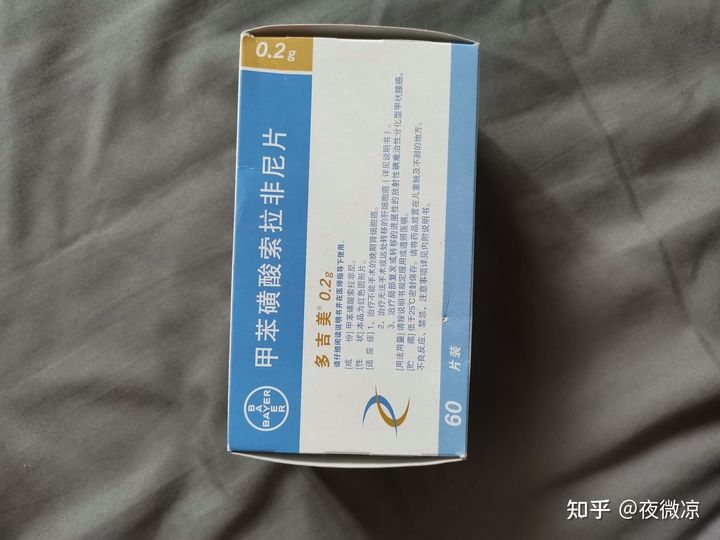 0.2g
甲苯磺酸索拉非尼片
BAYER
BAYER
多吉美® 0.2g
请仔细阅读说明书并在医师指导下使用。
[成 份]甲苯磺酸索拉非尼。
[性 状]本品为红色圆形片。
[适 应 症]1、治疗不能手术的晚期肾细胞癌。
2、治疗无法手术或远处转移的肝细胞癌(详见说明书)。
3、治疗局部复发或转移的进展性的放射性碘难治性分化型甲状腺癌。
[用法用量]请按说明书规定服用或遵照医嘱。
[贮 藏]低于25℃密封保存。请将药品放置在儿童触及不到的地方。
不良反应、禁忌、注意事项详见内附说明书。
60 片装
知乎 @夜微凉